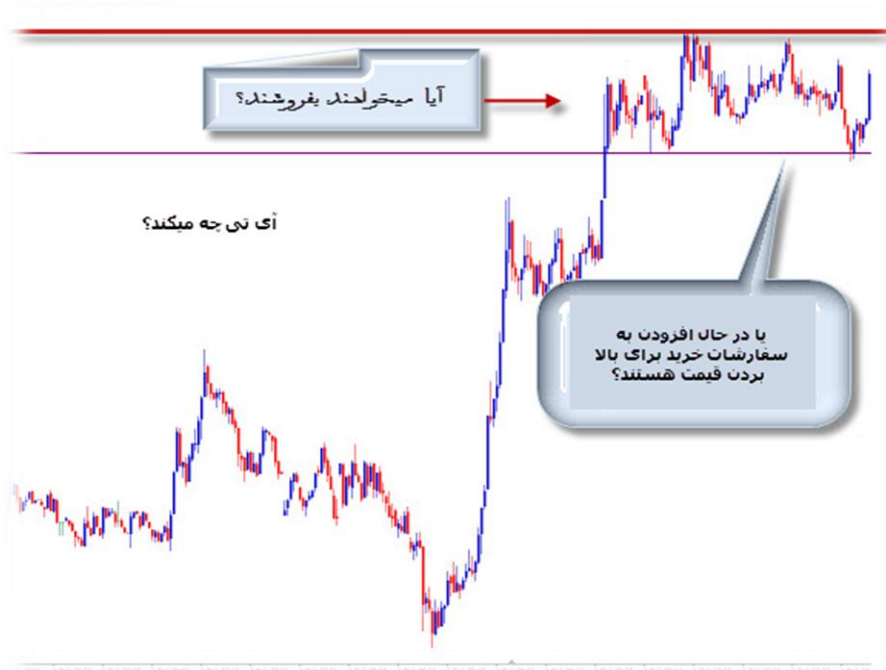 آیا میخواهند بفروشند؟
آی تی چه میکند؟
یا در حال افزودن به
سفارشات خرید برای بالا
بردن قیمت هستند؟